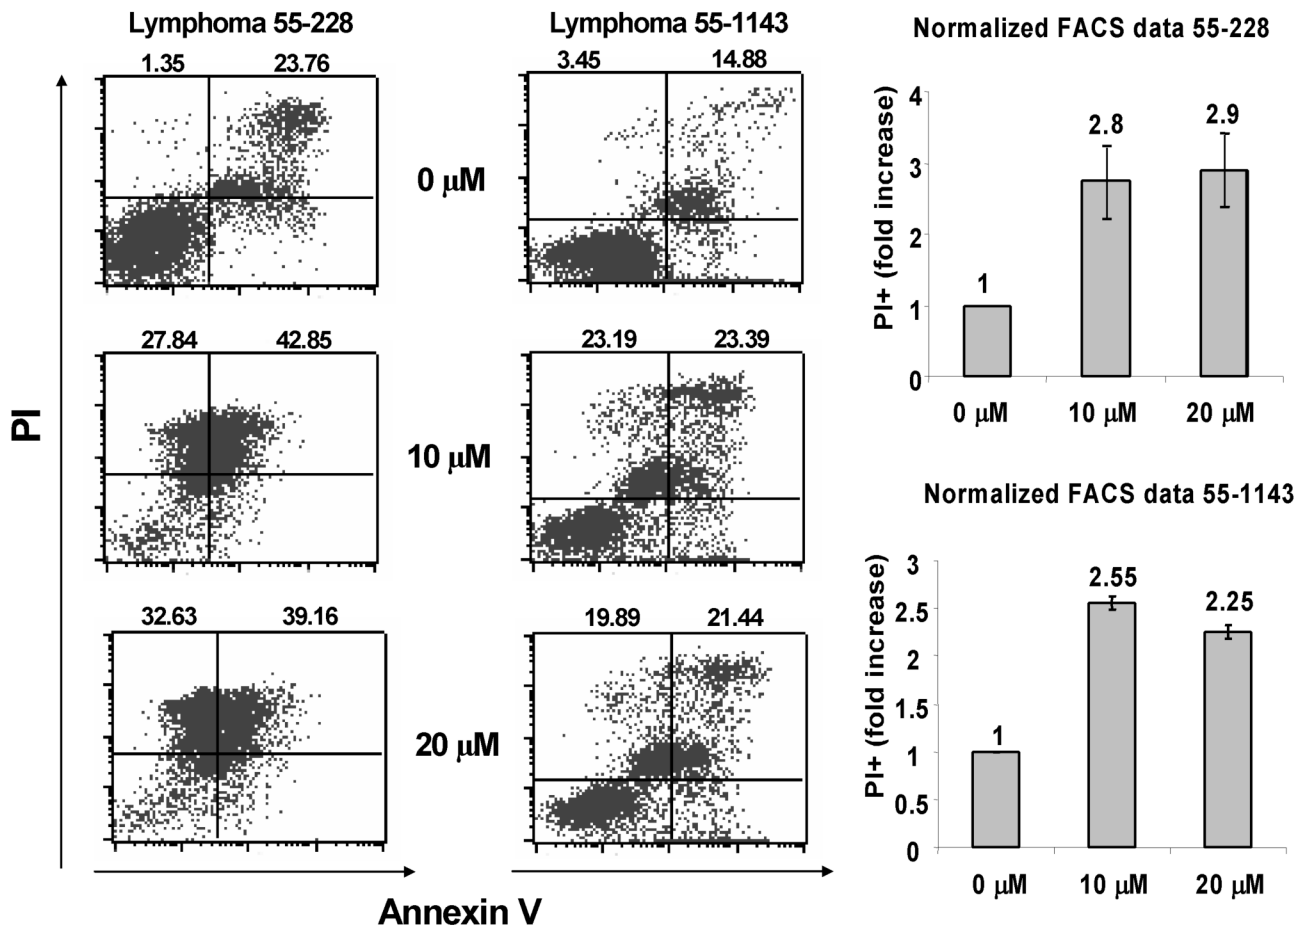 Lymphoma 55-228
Lymphoma 55-1143
1.35 23.76
3.45 14.88
0 μM
27.84 42.85
23.19 23.39
10 μM
32.63 39.16
19.89 21.44
20 μM
PI
Annexin V
Normalized FACS data 55-228
PI+ (fold increase)
4
3
2
1
0
1
2.8
2.9
0 μM 10 μM 20 μM
Normalized FACS data 55-1143
PI+ (fold increase)
3
2.5
2
1.5
1
0.5
0
1
2.55
2.25
0 μM 10 μM 20 μM